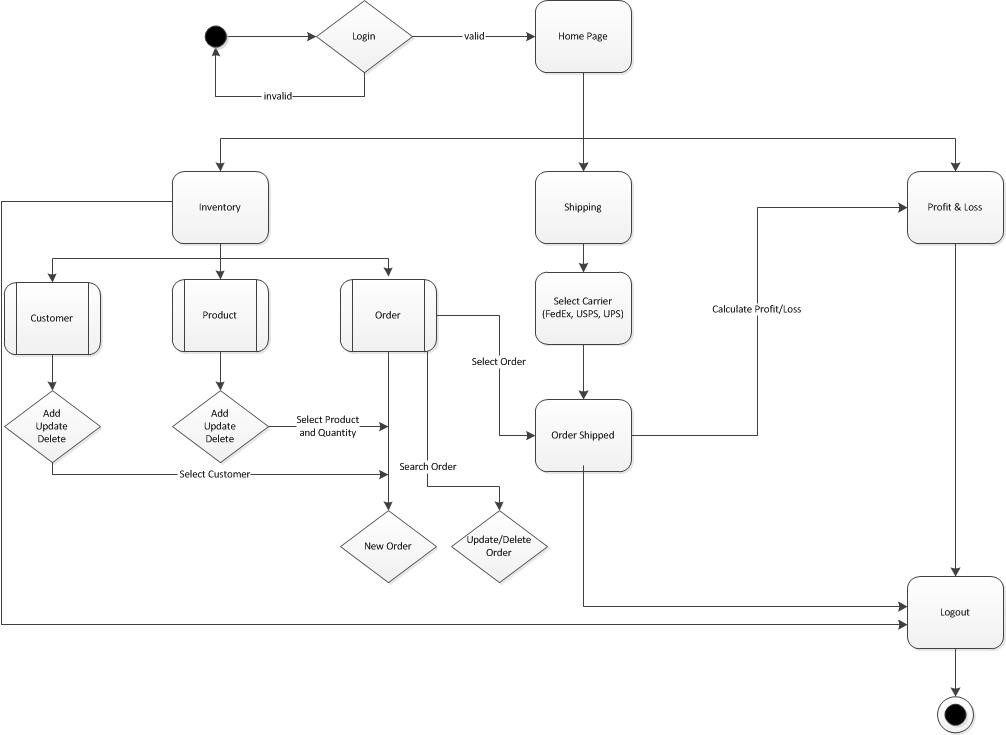 Login
valid
Home Page
invalid
Inventory
Shipping
Profit & Loss
Customer
Product
Order
Select Carrier
(FedEx, USPS, UPS)
Calculate Profit/Loss
Select Order
Add
Update
Delete
Add
Update
Delete
Select Product
and Quantity
Order Shipped
Select Customer
Search Order
New Order
Update/Delete
Order
Logout